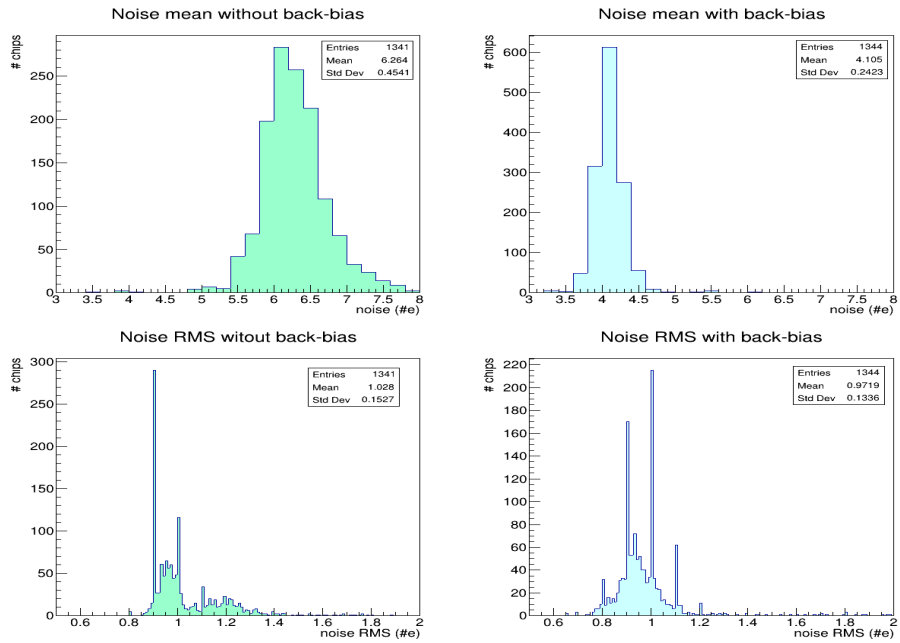 Noise mean without back-bias
# chips
Entries 1341
Mean 6.264
Std Dev 0.4541
250
200
150
100
50
0
3 3.5 4 4.5 5 5.5 6 6.5 7 7.5 8
noise (#e)
Noise mean with back-bias
# chips
Entries 1344
Mean 4.105
Std Dev 0.2423
600
500
400
300
200
100
0
3 3.5 4 4.5 5 5.5 6 6.5 7 7.5 8
noise (#e)
Noise RMS witout back-bias
# chips
Entries 1341
Mean 1.028
Std Dev 0.1527
300
250
200
150
100
50
0
0.6 0.8 1 1.2 1.4 1.6 1.8 2
noise RMS (#e)
Noise RMS with back-bias
# chips
Entries 1344
Mean 0.9719
Std Dev 0.1336
220
200
180
160
140
120
100
80
60
40
20
0
0.6 0.8 1 1.2 1.4 1.6 1.8 2
noise RMS (#e)